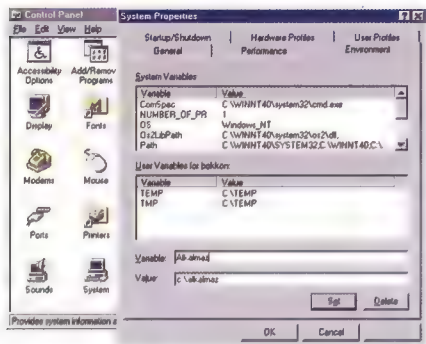 Control Panel
File Edit View Help
Accessibility Options
Add/Remov Programs
Display
Fonts
Modems
Mouse
Ports
Printers
Sounds
System
Provides system information a
System Properties
Startup/Shutdown
Hardware Profiles
User Profiles
General
Performance
Environment
System Variables
Variable Value
ComSpec C:\WINNT40\system32\cmd.exe
NUMBER_OF_PR 1
OS Windows_NT
Os2LibPath C:\WINNT40\system32\os2\dll;
Path C:\WINNT40\SYSTEM32;C:\WINNT40;C:\
User Variables for bokkon:
Variable Value
TEMP C:\TEMP
TMP C:\TEMP
Variable: Alkalmaz
Value: c:\alkalmaz
Set Delete
OK Cancel